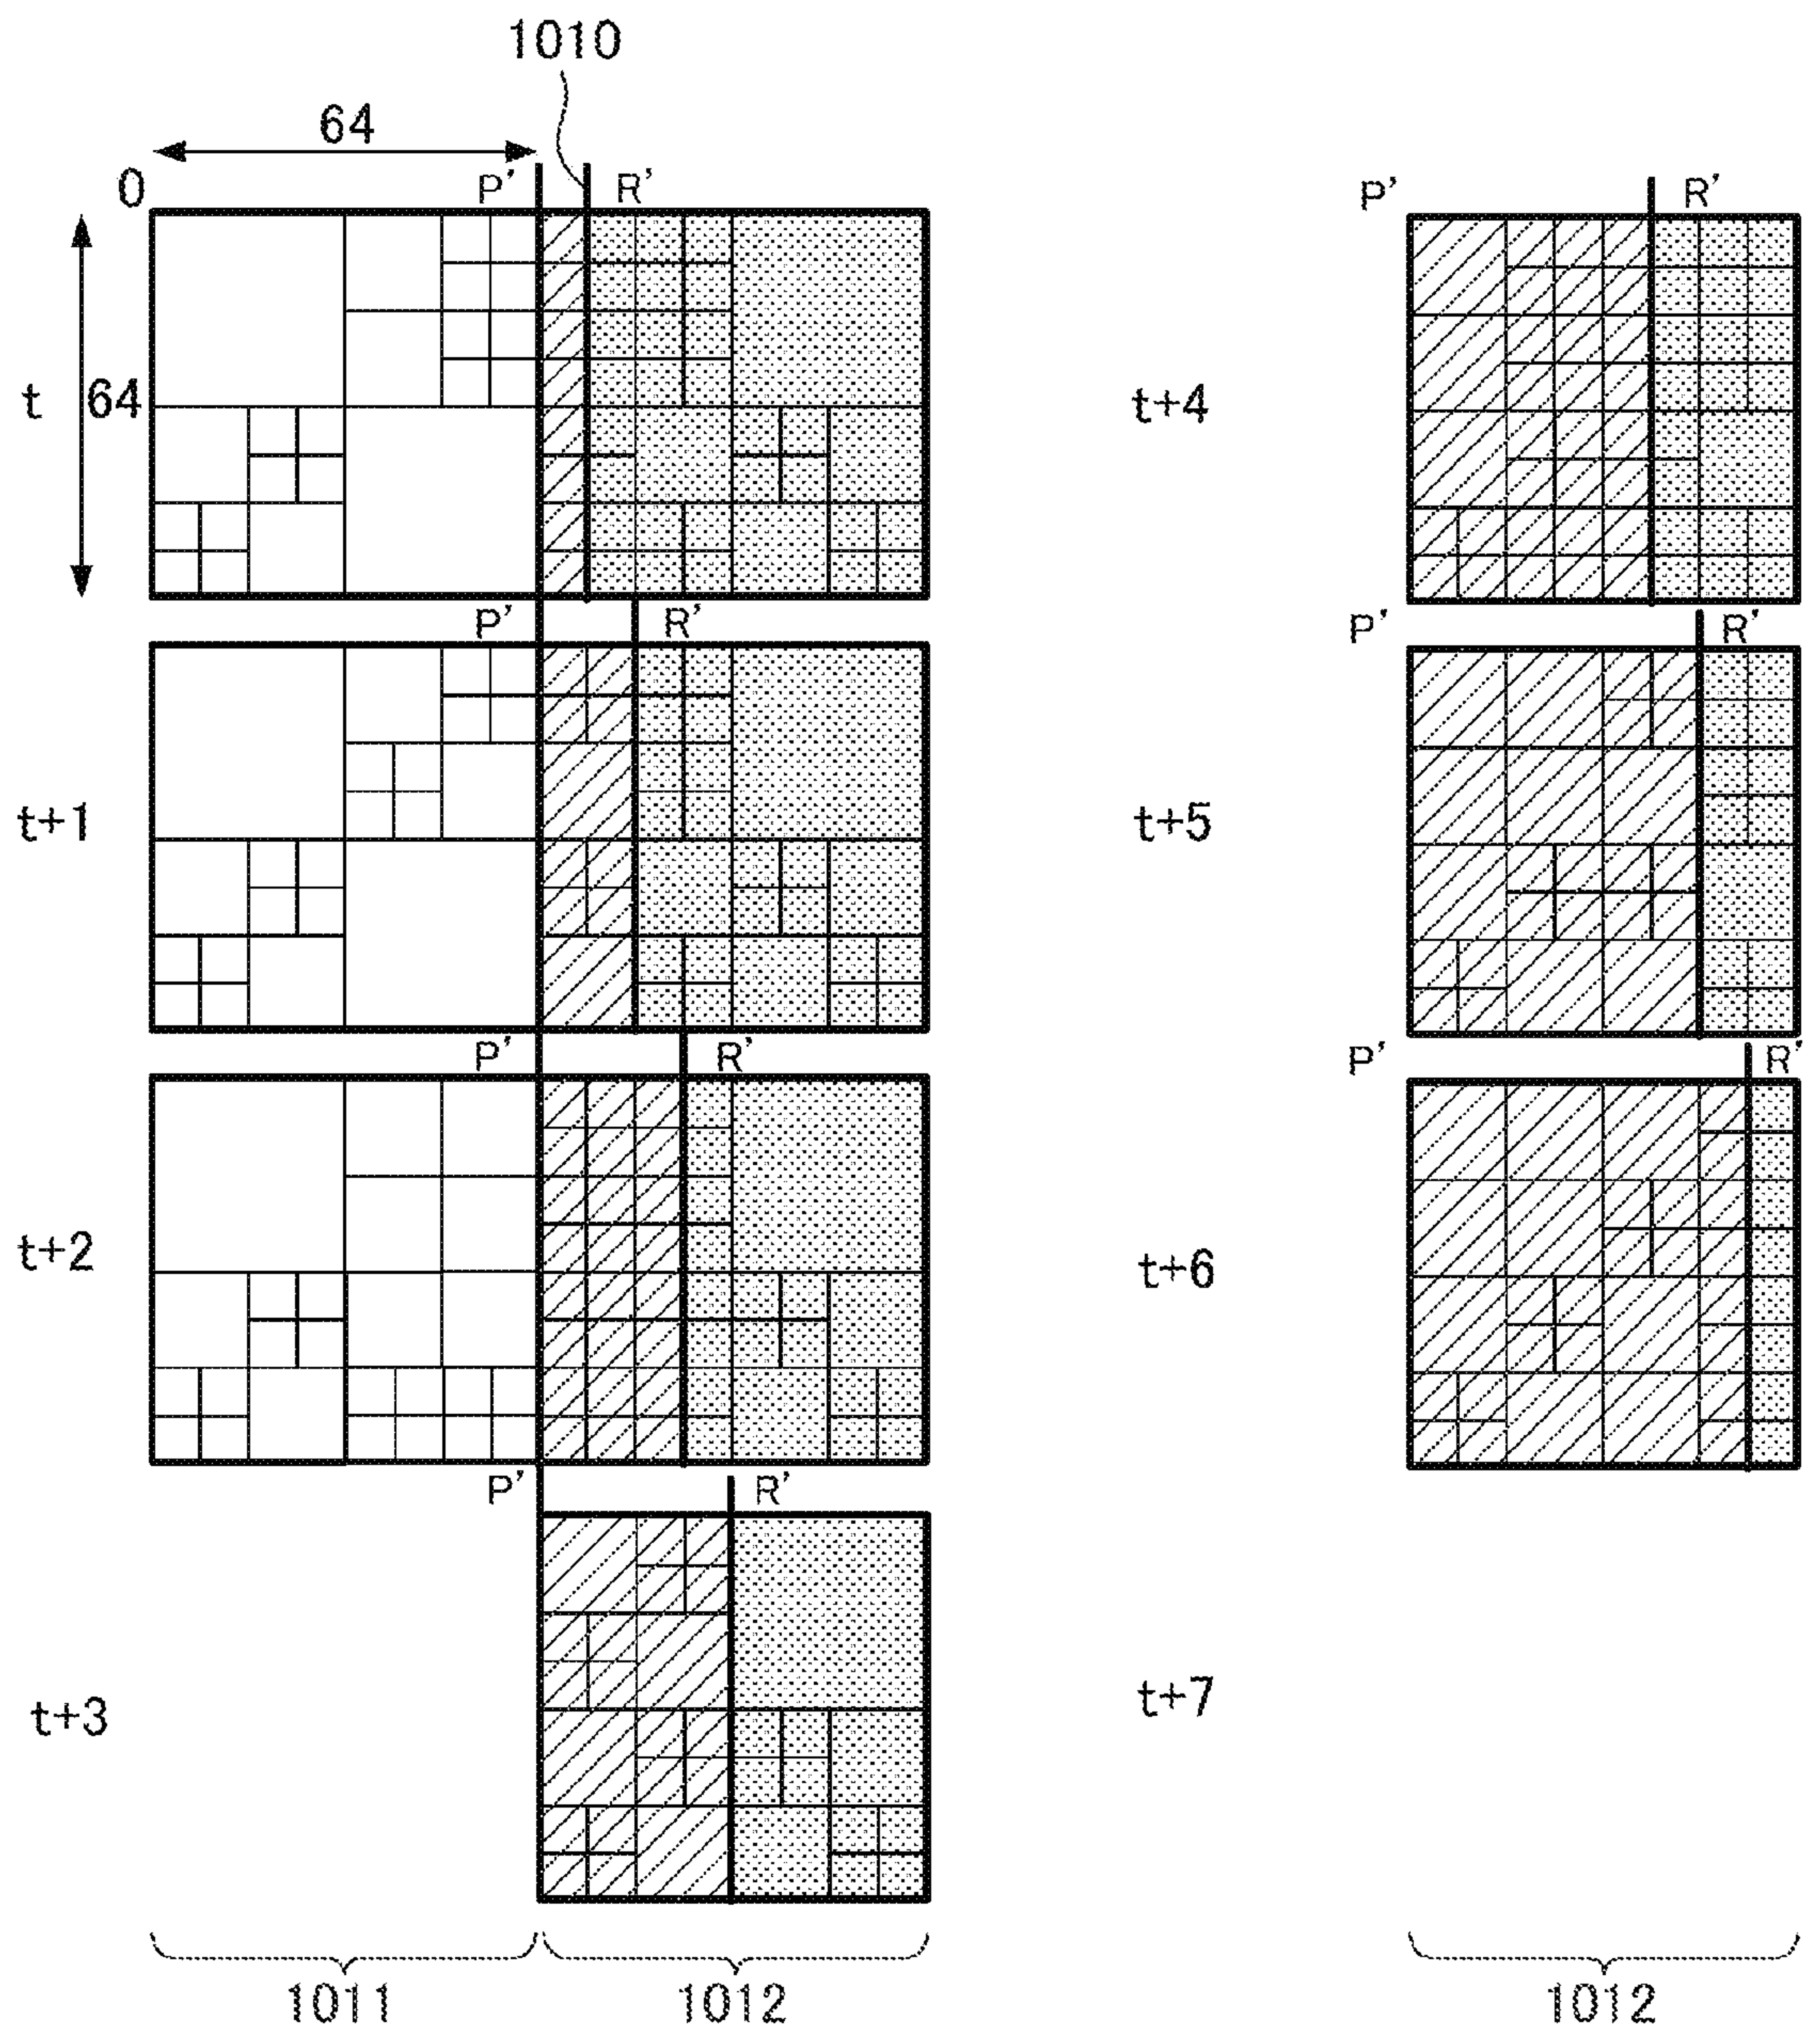 1010
64
0 P' R' P' R'
t 64 t+4
P' R' P' R'
t+1 t+5
P' R' P' R'
t+2 t+6
P' R'
t+3 t+7
1011 1012 1012